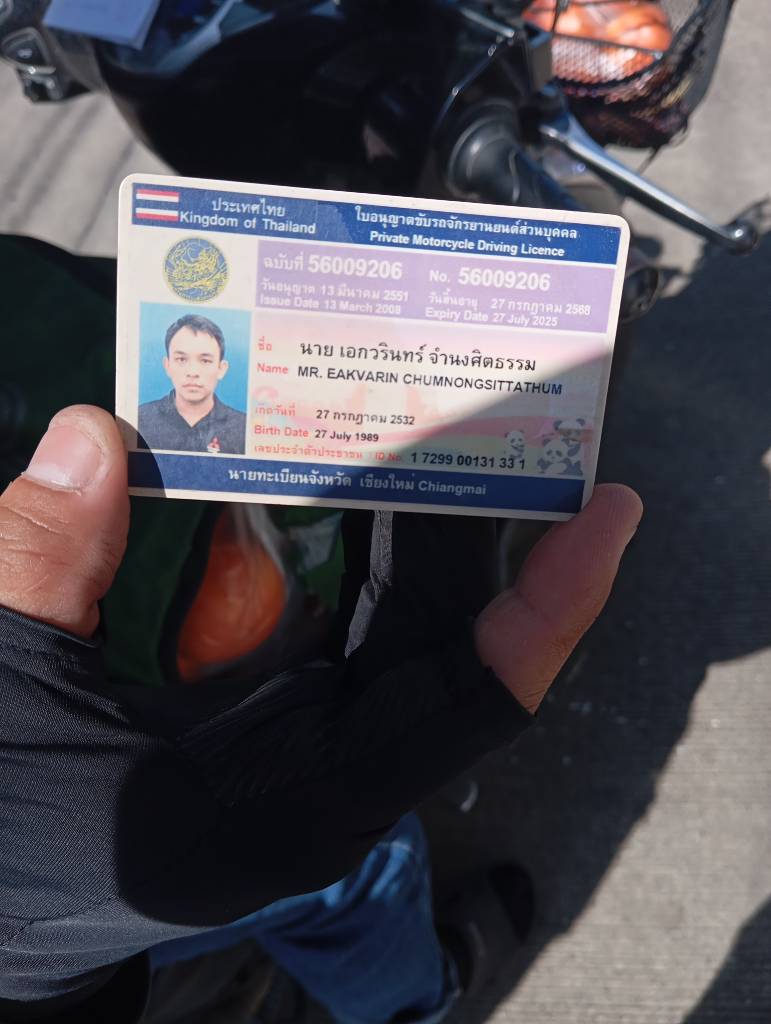 ประเทศไทย
Kingdom of Thailand
ใบอนุญาตขับรถจักรยานยนต์ส่วนบุคคล
Private Motorcycle Driving Licence
ฉบับที่ 56009206
No. 56009206
วันอนุญาต 13 มีนาคม 2551
Issue Date 13 March 2008
วันสิ้นอายุ 27 กรกฎาคม 2568
Expiry Date 27 July 2025
ชื่อ นาย เอกวรินทร์ จำนงศิตธรรม
Name MR. EAKVARIN CHUMNONGSITTATHUM
เกิดวันที่ 27 กรกฎาคม 2532
Birth Date 27 July 1989
เลขประจำตัวประชาชน : ID No. 1 7299 00131 33 1
นายทะเบียนจังหวัด เชียงใหม่ Chiangmai